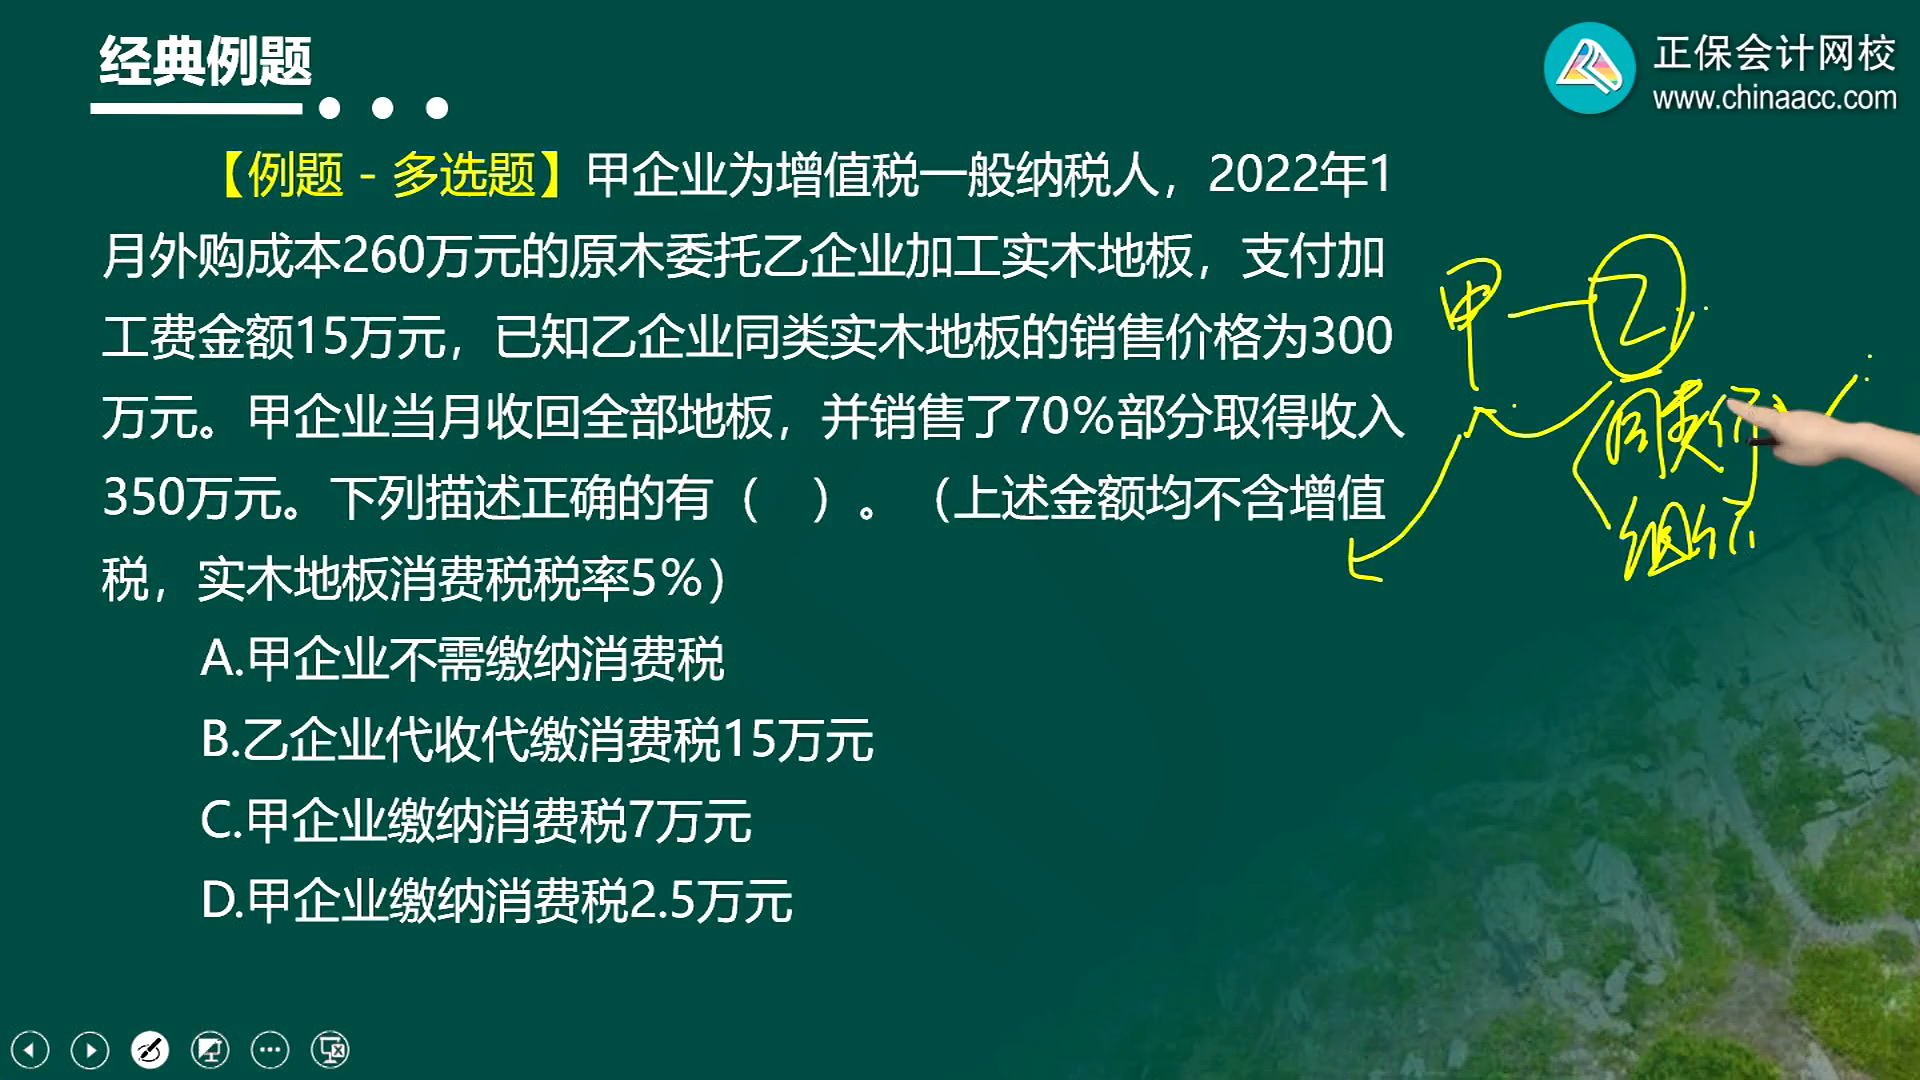 经典例题
正保会计网校
www.chinaacc.com
【例题－多选题】甲企业为增值税一般纳税人，2022年1
月外购成本260万元的原木委托乙企业加工实木地板，支付加
工费金额15万元，已知乙企业同类实木地板的销售价格为300
万元。甲企业当月收回全部地板，并销售了70%部分取得收入
350万元。下列描述正确的有（　）。（上述金额均不含增值
税，实木地板消费税税率5%）
A.甲企业不需缴纳消费税
B.乙企业代收代缴消费税15万元
C.甲企业缴纳消费税7万元
D.甲企业缴纳消费税2.5万元
甲
乙
同类价
组价